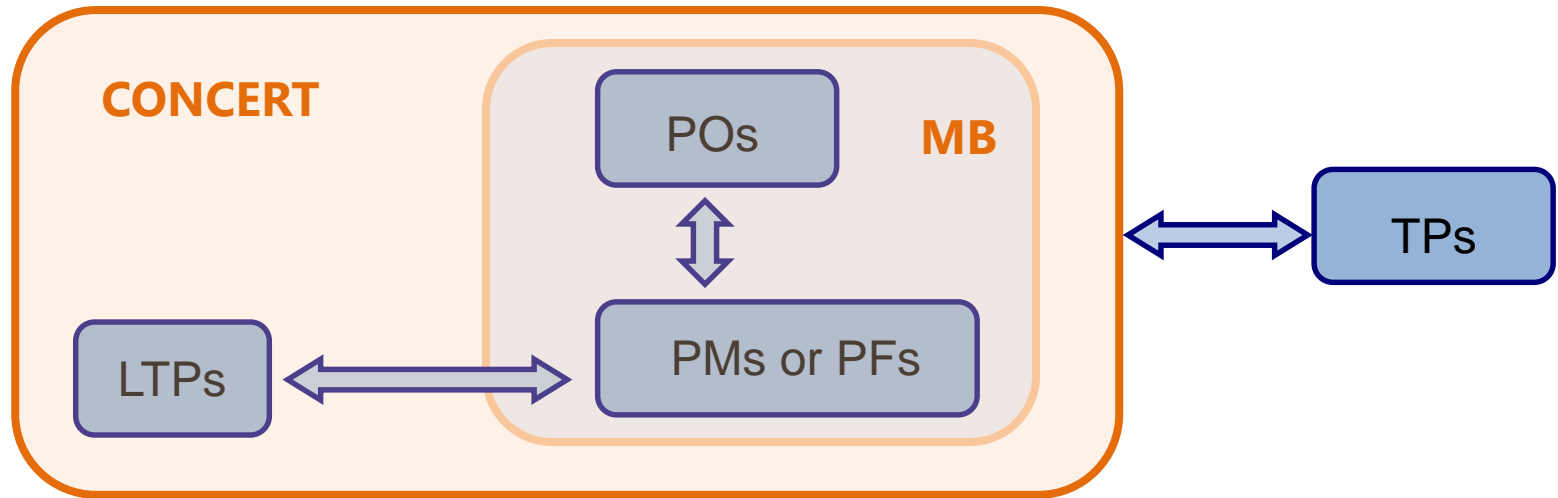 CONCERT
POs
MB
TPs
LTPs
PMs or PFs